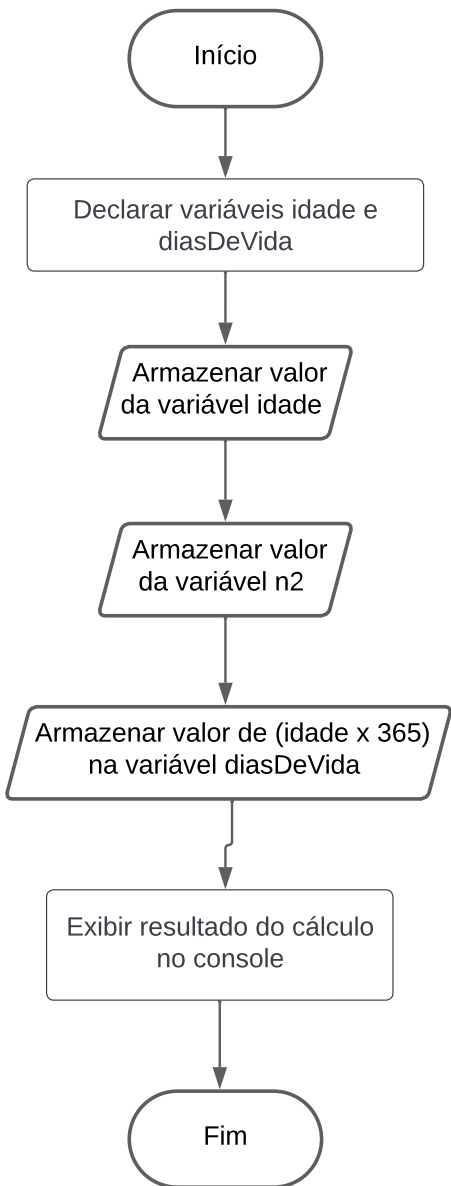 Início
Declarar variáveis idade e
diasDeVida
Armazenar valor
da variável idade
Armazenar valor
da variável n2
Armazenar valor de (idade x 365)
na variável diasDeVida
Exibir resultado do cálculo
no console
Fim